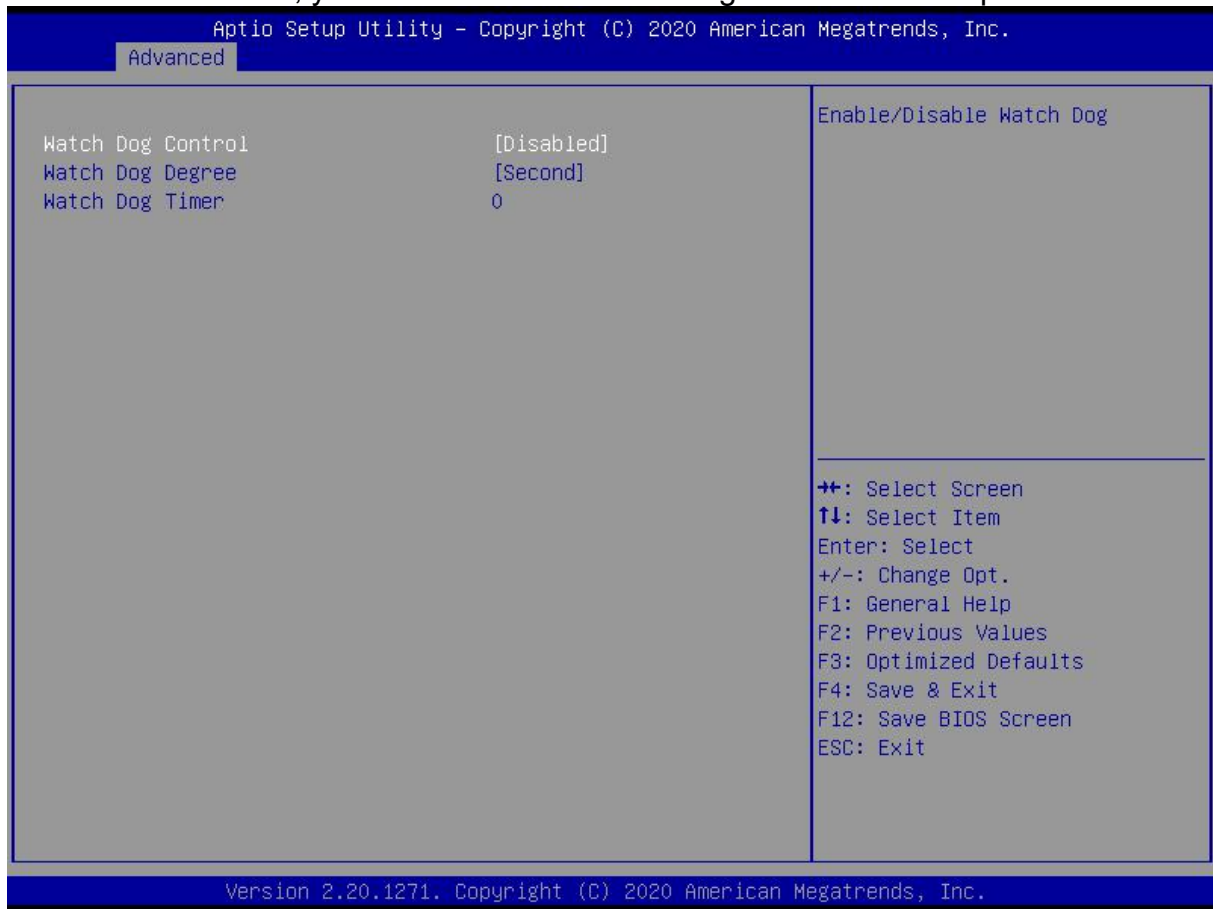 Aptio Setup Utility – Copyright (C) 2020 American Megatrends, Inc.
Advanced
Watch Dog Control [Disabled]
Watch Dog Degree [Second]
Watch Dog Timer 0
Enable/Disable Watch Dog
→←: Select Screen
↑↓: Select Item
Enter: Select
+/-: Change Opt.
F1: General Help
F2: Previous Values
F3: Optimized Defaults
F4: Save & Exit
F12: Save BIOS Screen
ESC: Exit
Version 2.20.1271. Copyright (C) 2020 American Megatrends, Inc.